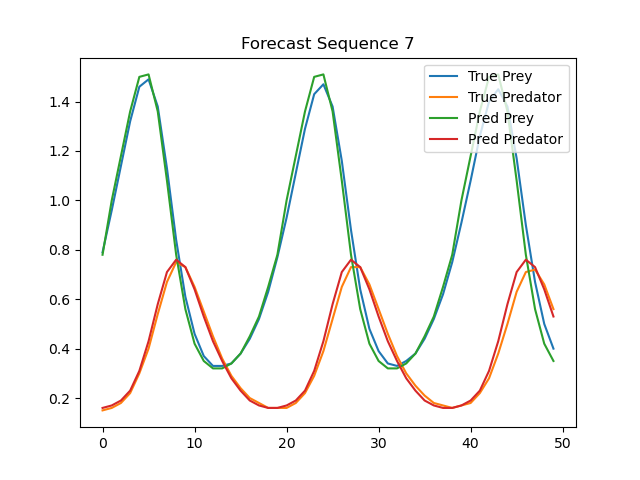 Forecast Sequence 7
True Prey
True Predator
Pred Prey
Pred Predator
1.4
1.2
1.0
0.8
0.6
0.4
0.2
0 10 20 30 40 50